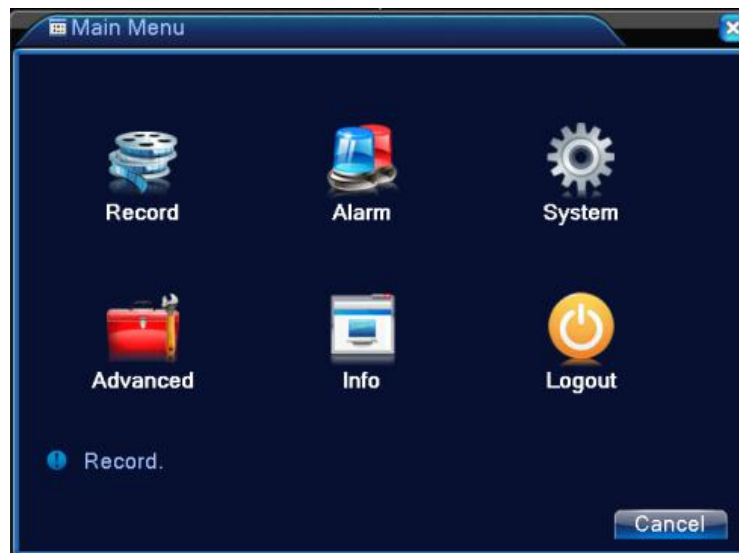 Main Menu
Record
Alarm
System
Advanced
Info
Logout
Record.
Cancel